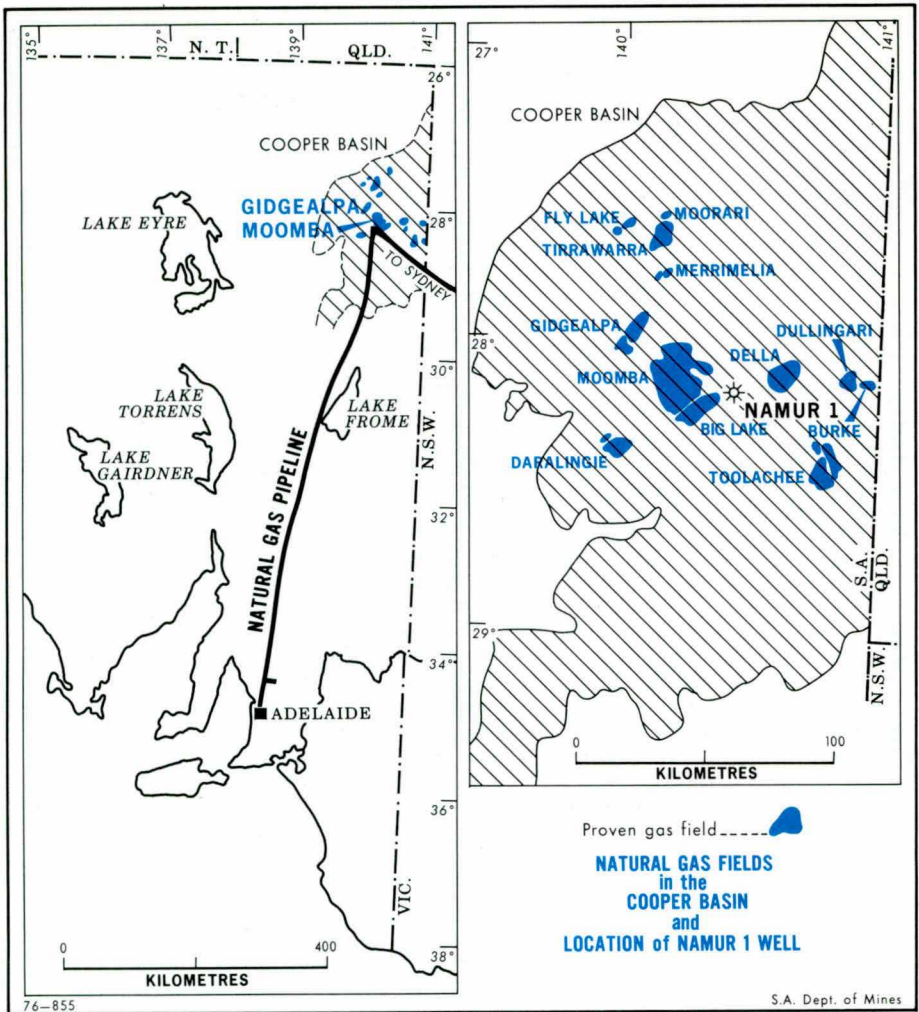 135°
137°
139°
141°
N. T.
QLD.
26°
COOPER BASIN
GIDGEALPA
MOOMBA
28°
LAKE EYRE
TO SYDNEY
30°
LAKE
TORRENS
LAKE
FROME
N.S.W.
LAKE
GAIRDNER
32°
NATURAL GAS PIPELINE
34°
ADELAIDE
36°
VIC.
38°
0
400
KILOMETRES
76–855
27°
140°
141°
COOPER BASIN
FLY LAKE
MOORARI
TIRRAWARRA
MERRIMELIA
GIDGEALPA
28°
DULLINGARI
DELLA
MOOMBA
NAMUR 1
BIG LAKE
BURKE
DARALINGIE
TOOLACHEE
S.A.
QLD.
29°
N.S.W.
0
100
KILOMETRES
Proven gas field
NATURAL GAS FIELDS
in the
COOPER BASIN
and
LOCATION of NAMUR 1 WELL
S.A. Dept. of Mines